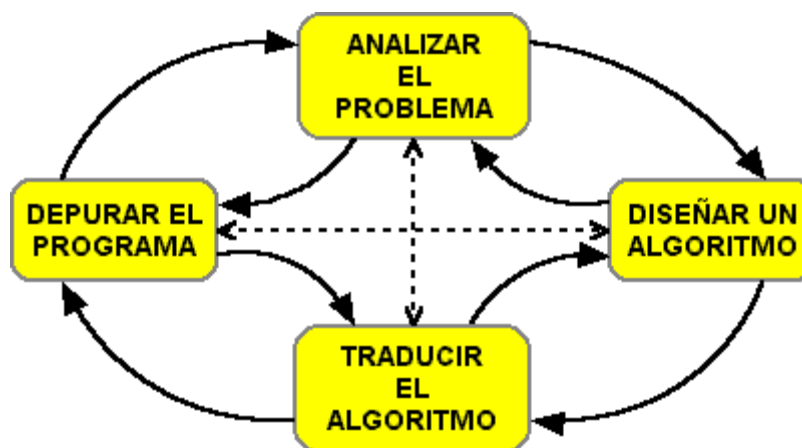 ANALIZAR
EL
PROBLEMA
DEPURAR EL
PROGRAMA
DISEÑAR UN
ALGORITMO
TRADUCIR
EL
ALGORITMO